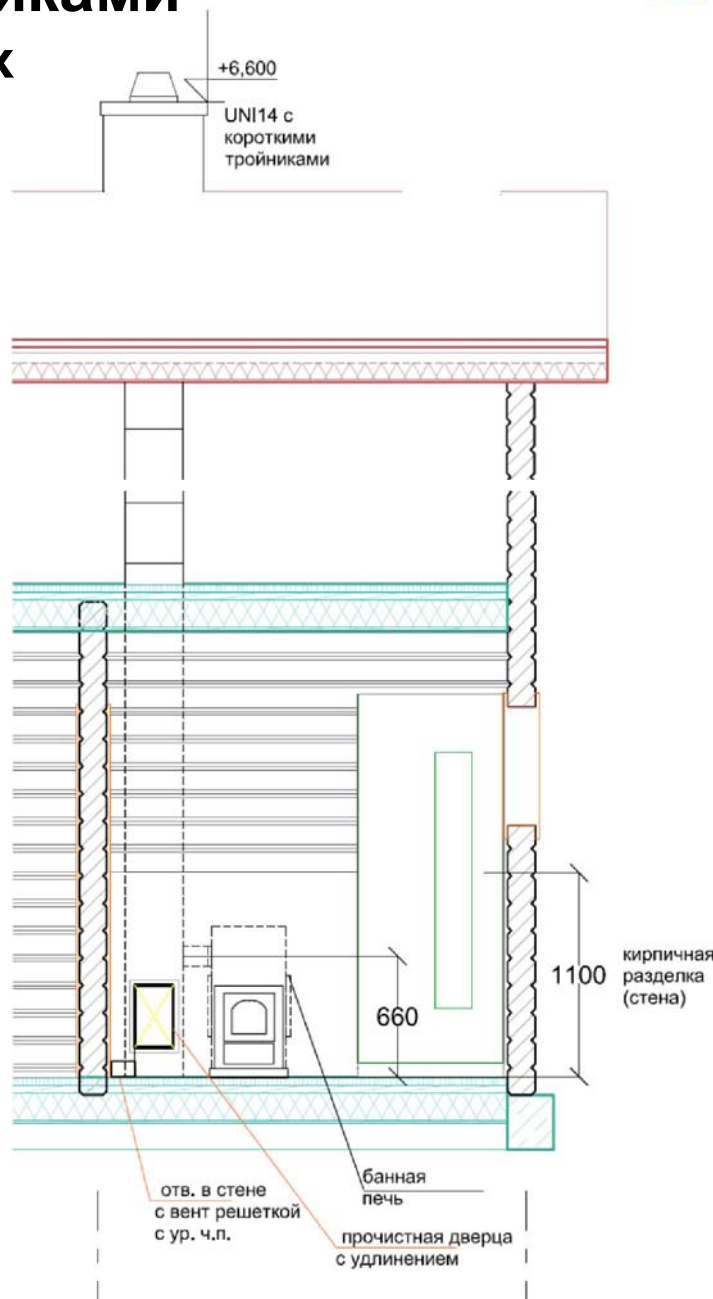 иками
х
+6,600
UNI14 с
короткими
тройниками
660
1100
кирпичная
разделка
(стена)
банная
печь
отв. в стене
с вент решеткой
с ур. ч.п.
прочистная дверца
с удлинением